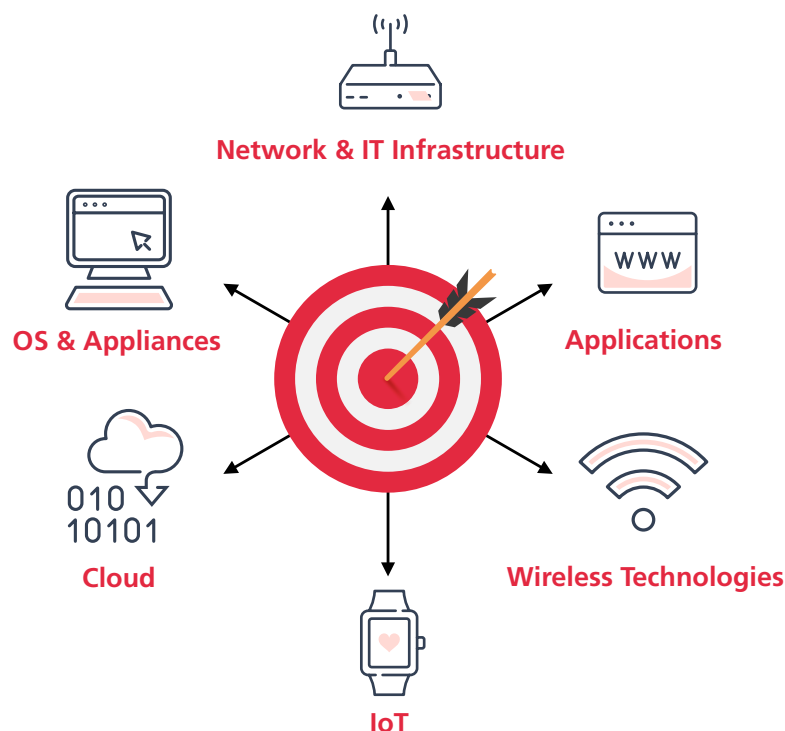 Network & IT Infrastructure
OS & Appliances
WWW
Applications
010
10101
Cloud
Wireless Technologies
IoT